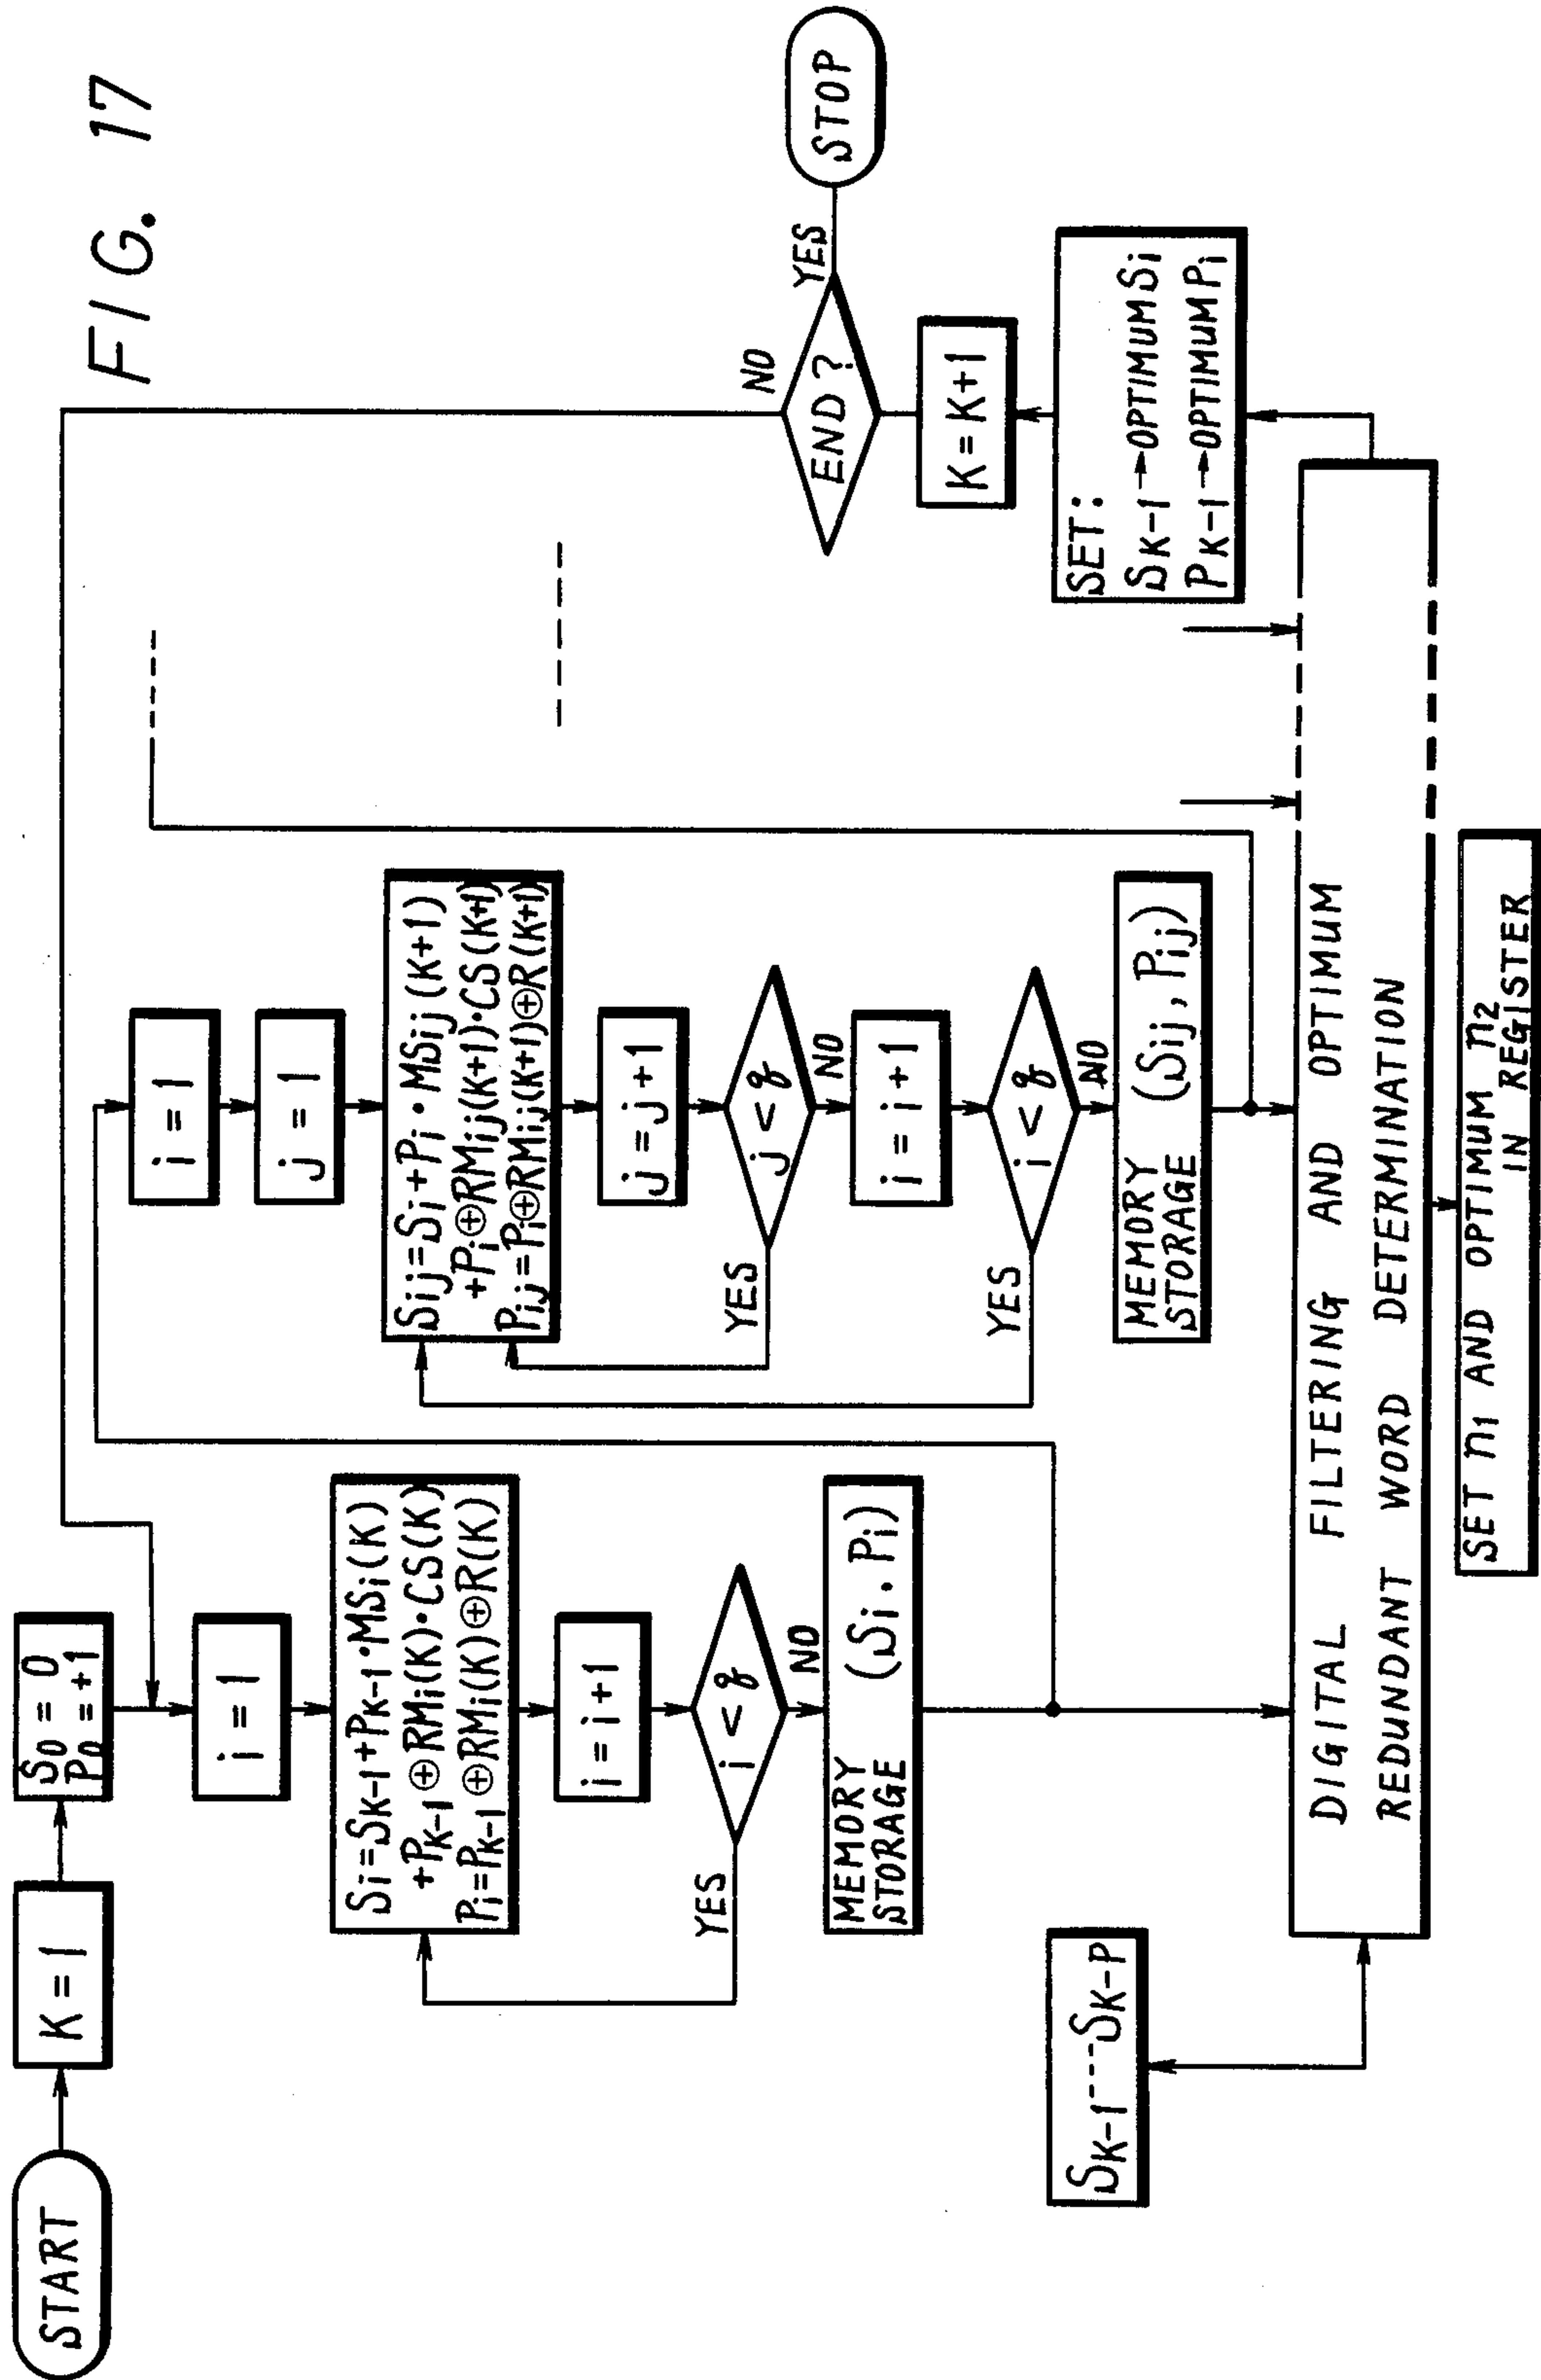 FIG. 17
START
K = 1
S0 = 0
P0 = +1
i = 1
Si=SK-1+PK-1•MSi(K)
+PK-1⊕RMi(K)•CS(K)
Pi=PK-1⊕RMi(K)⊕R(K)
i = i +1
i < q
YES
NO
MEMORY
STORAGE (Si. Pi)
i = 1
j = 1
Sij=Si+Pi•MSij(K+1)
+Pi⊕RMij(K+1)•CS(K+1)
Pij=Pi⊕RMij(K+1)⊕R(K+1)
j = j +1
j < q
YES
NO
i = i +1
i < q
YES
NO
MEMORY
STORAGE (Sij, Pij)
SK-1---SK-P
DIGITAL FILTERING AND OPTIMUM
REDUNDANT WORD DETERMINATION
SET n1 AND OPTIMUM n2
IN REGISTER
SET:
SK-1→OPTIMUM Si
PK-1→OPTIMUM Pi
K = K+1
END ?
NO
YES
STOP